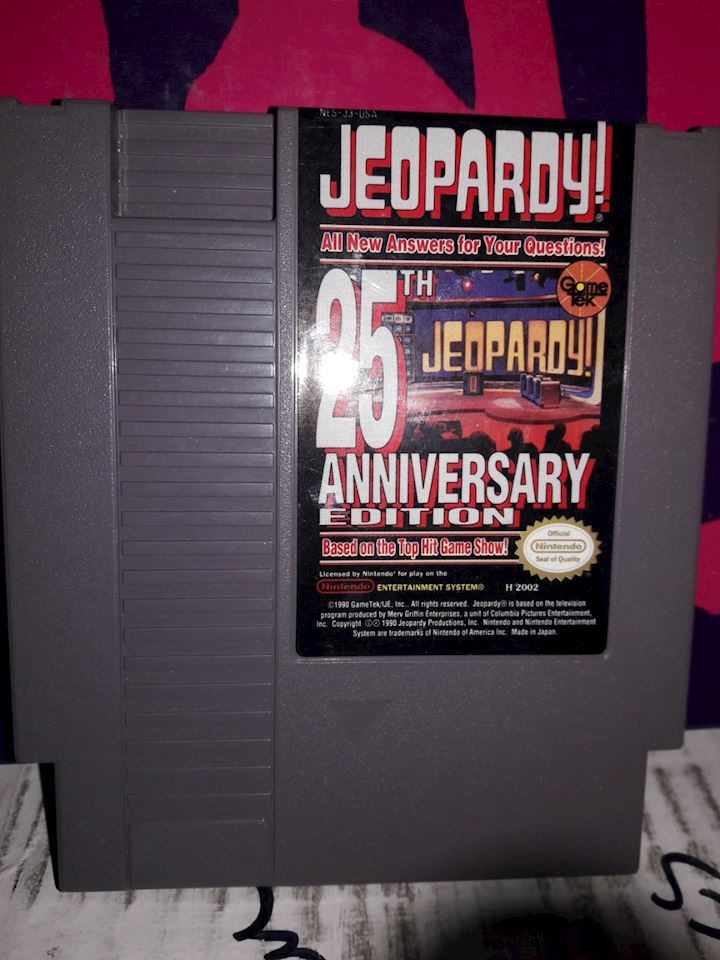 NES-J3-USA
JEOPARDY!
®
All New Answers for Your Questions!
25TH
Game
Tek
JEOPARDY!
ANNIVERSARY
EDITION
Based on the Top Hit Game Show!
Official
Nintendo
Seal of Quality
Licensed by Nintendo® for play on the
Nintendo ENTERTAINMENT SYSTEM® H 2002
©1990 GameTek/IJE, Inc.. All rights reserved. Jeopardy® is based on the television
program produced by Merv Griffin Enterprises, a unit of Columbia Pictures Entertainment,
Inc. Copyright ©℗ 1990 Jeopardy Productions, Inc. Nintendo and Nintendo Entertainment
System are trademarks of Nintendo of America Inc. Made in Japan.